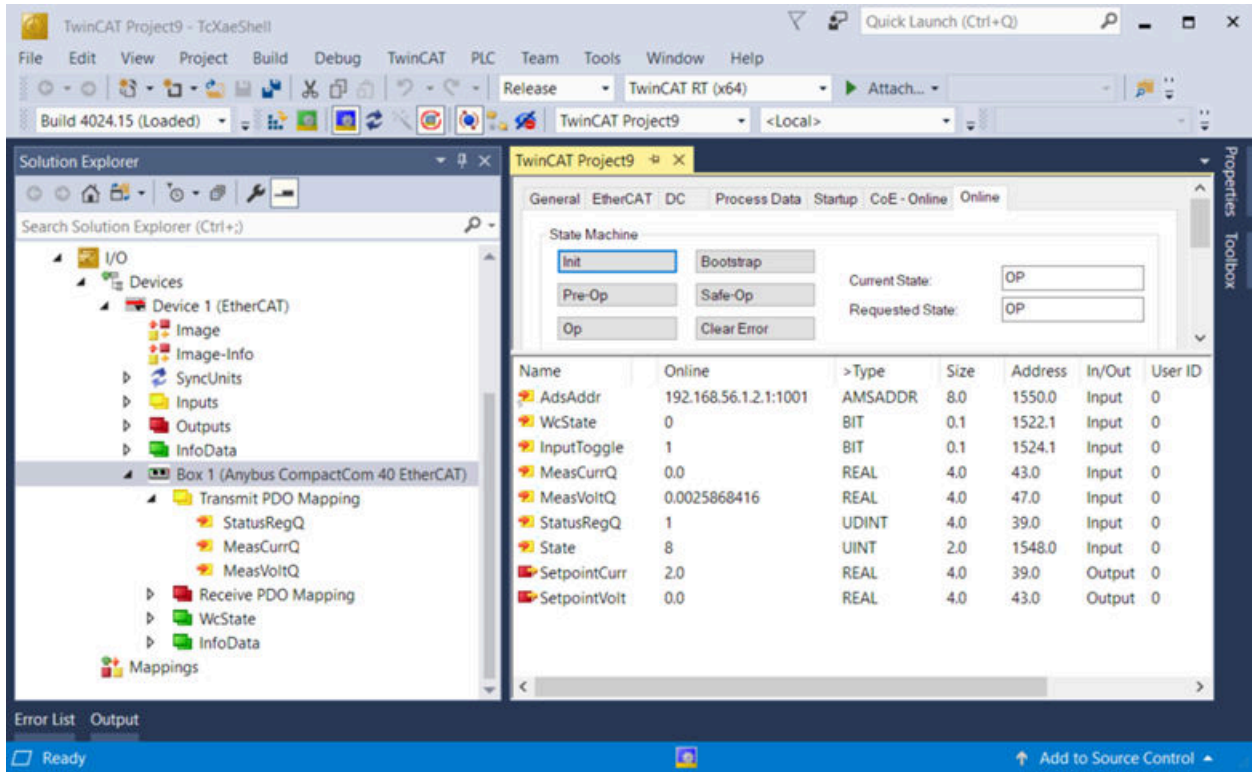 TwinCAT Project9 - TcXaeShell
Quick Launch (Ctrl+Q)
File Edit View Project Build Debug TwinCAT PLC Team Tools Window Help
Release TwinCAT RT (x64) Attach...
Build 4024.15 (Loaded) TwinCAT Project9 <Local>
Solution Explorer
Search Solution Explorer (Ctrl+;)
I/O
Devices
Device 1 (EtherCAT)
Image
Image-Info
SyncUnits
Inputs
Outputs
InfoData
Box 1 (Anybus CompactCom 40 EtherCAT)
Transmit PDO Mapping
StatusRegQ
MeasCurrQ
MeasVoltQ
Receive PDO Mapping
WcState
InfoData
Mappings
TwinCAT Project9
General EtherCAT DC Process Data Startup CoE - Online Online
State Machine
Init Bootstrap
Pre-Op Safe-Op
Op Clear Error
Current State: OP
Requested State: OP
Name Online >Type Size Address In/Out User ID
AdsAddr 192.168.56.1.2.1:1001 AMSADDR 8.0 1550.0 Input 0
WcState 0 BIT 0.1 1522.1 Input 0
InputToggle 1 BIT 0.1 1524.1 Input 0
MeasCurrQ 0.0 REAL 4.0 43.0 Input 0
MeasVoltQ 0.0025868416 REAL 4.0 47.0 Input 0
StatusRegQ 1 UDINT 4.0 39.0 Input 0
State 8 UINT 2.0 1548.0 Input 0
SetpointCurr 2.0 REAL 4.0 39.0 Output 0
SetpointVolt 0.0 REAL 4.0 43.0 Output 0
Properties
Toolbox
Error List Output
Ready
Add to Source Control